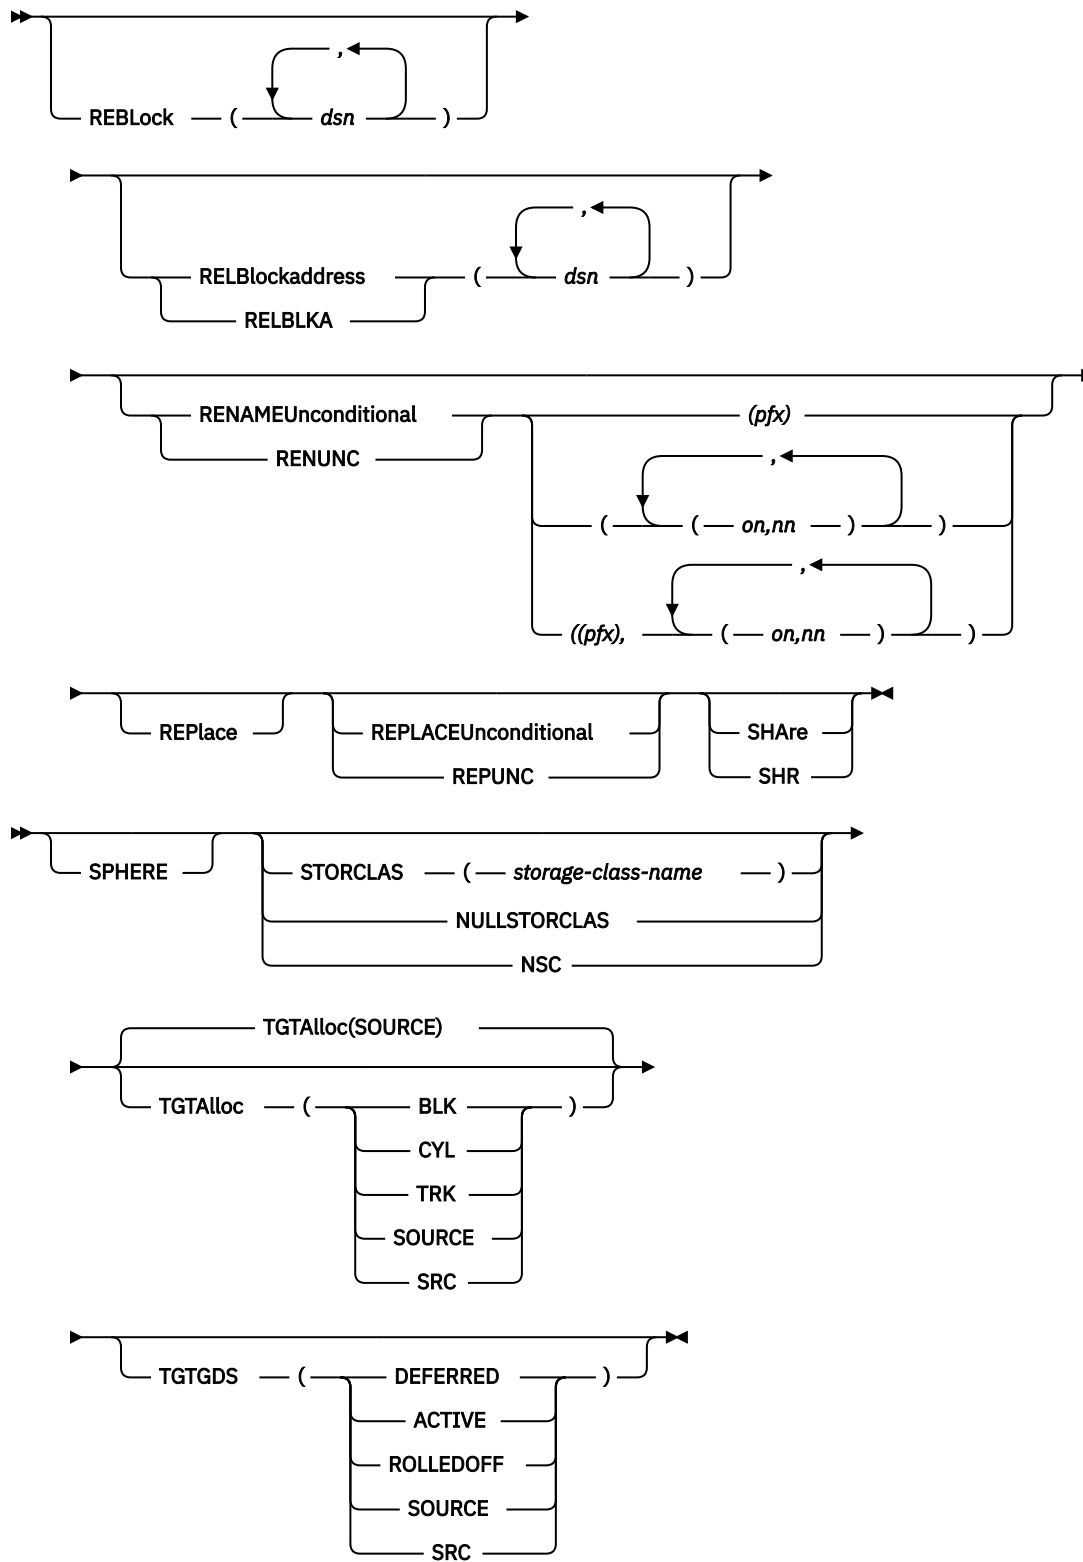 ,
REBLock ( dsn )
,
RELBlockaddress ( dsn )
RELBLKA
RENAMEUnconditional (pfx)
RENUNC
,
( ( on,nn ) )
,
((pfx), ( on,nn ) )
REPlace REPLACEUnconditional SHAre
REPUNC SHR
SPHERE STORCLAS ( storage-class-name )
NULLSTORCLAS
NSC
TGTAlloc(SOURCE)
TGTAlloc ( BLK )
CYL
TRK
SOURCE
SRC
TGTGDS ( DEFERRED )
ACTIVE
ROLLEDOFF
SOURCE
SRC